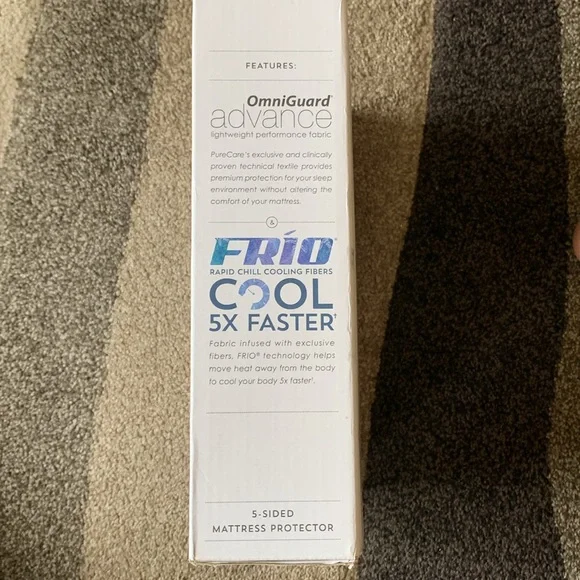 FEATURES:
OmniGuard®
advance
lightweight performance fabric
PureCare's exclusive and clinically
proven technical textile provides
premium protection for your sleep
environment without altering the
comfort of your mattress.
&
FRÍO®
RAPID CHILL COOLING FIBERS
COOL
5X FASTER†
Fabric infused with exclusive
fibers, FRIO® technology helps
move heat away from the body
to cool your body 5x faster†.
5-SIDED
MATTRESS PROTECTOR